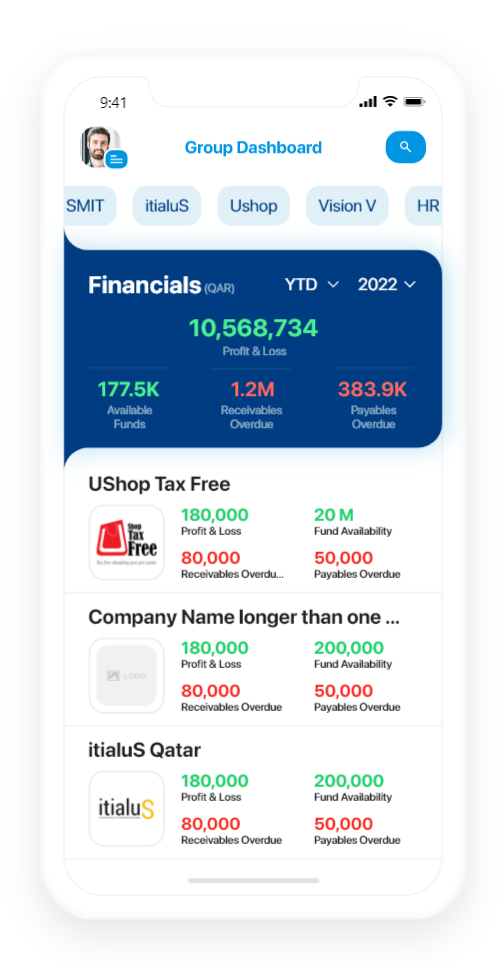 9:41
Group Dashboard
SMIT itialuS Ushop Vision V HR
Financials (QAR) YTD 2022
10,568,734
Profit & Loss
177.5K 1.2M 383.9K
Available Receivables Payables
Funds Overdue Overdue
UShop Tax Free
180,000 20 M
Profit & Loss Fund Availability
80,000 50,000
Receivables Overdu... Payables Overdue
Shop
Tax
Free
Company Name longer than one ...
180,000 200,000
Profit & Loss Fund Availability
80,000 50,000
Receivables Overdue Payables Overdue
LOGO
itialuS Qatar
180,000 200,000
Profit & Loss Fund Availability
80,000 50,000
Receivables Overdue Payables Overdue
itialuS